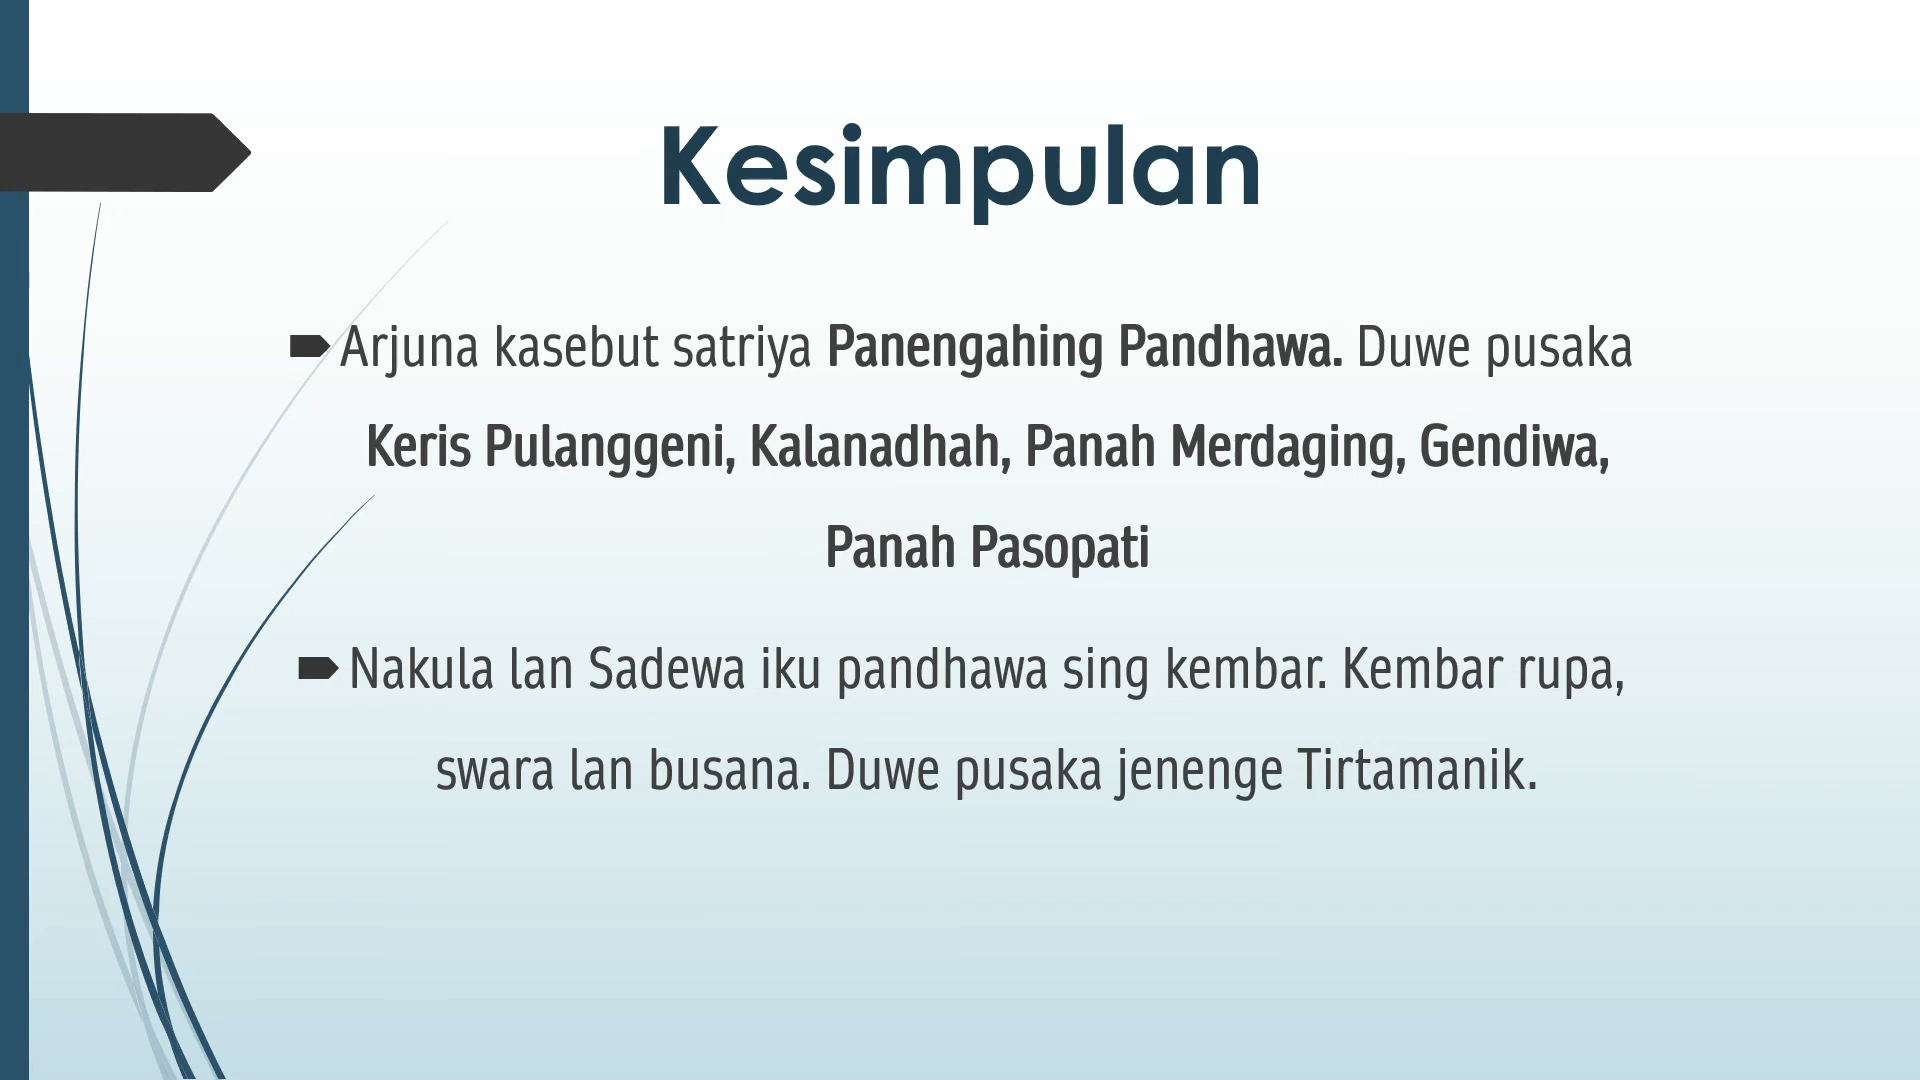 Kesimpulan
Arjuna kasebut satriya Panengahing Pandhawa. Duwe pusaka
Keris Pulanggeni, Kalanadhah, Panah Merdaging, Gendiwa,
Panah Pasopati
Nakula lan Sadewa iku pandhawa sing kembar. Kembar rupa,
swara lan busana. Duwe pusaka jenenge Tirtamanik.